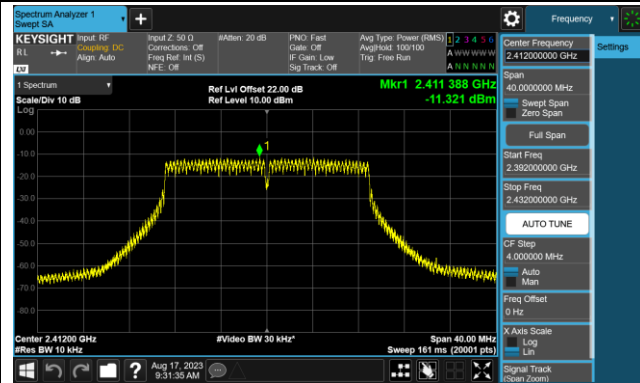 Spectrum Analyzer 1
Swept SA
Frequency
KEYSIGHT
Input: RF
Coupling: DC
Align: Auto
Input Z: 50 Ω
Corrections: Off
Freq Ref: Int (S)
NFE: Off
#Atten: 20 dB
PNO: Fast
Gate: Off
IF Gain: Low
Sig Track: Off
Avg Type: Power (RMS)
Avg|Hold: 100/100
Trig: Free Run
1 2 3 4 5 6
A W W W W W
A N N N N N
R L
LXI
1 Spectrum
Scale/Div 10 dB
Log
Ref Lvl Offset 22.00 dB
Ref Level 10.00 dBm
Mkr1 2.411 388 GHz
-11.321 dBm
1
0.00
-10.0
-20.0
-30.0
-40.0
-50.0
-60.0
-70.0
-80.0
Center 2.41200 GHz
#Res BW 10 kHz
#Video BW 30 kHz*
Span 40.00 MHz
Sweep 161 ms (20001 pts)
Aug 17, 2023
9:31:35 AM
Center Frequency
2.412000000 GHz
Settings
Span
40.0000000 MHz
Swept Span
Zero Span
Full Span
Start Freq
2.392000000 GHz
Stop Freq
2.432000000 GHz
AUTO TUNE
CF Step
4.000000 MHz
Auto
Man
Freq Offset
0 Hz
X Axis Scale
Log
Lin
Signal Track
(Span Zoom)